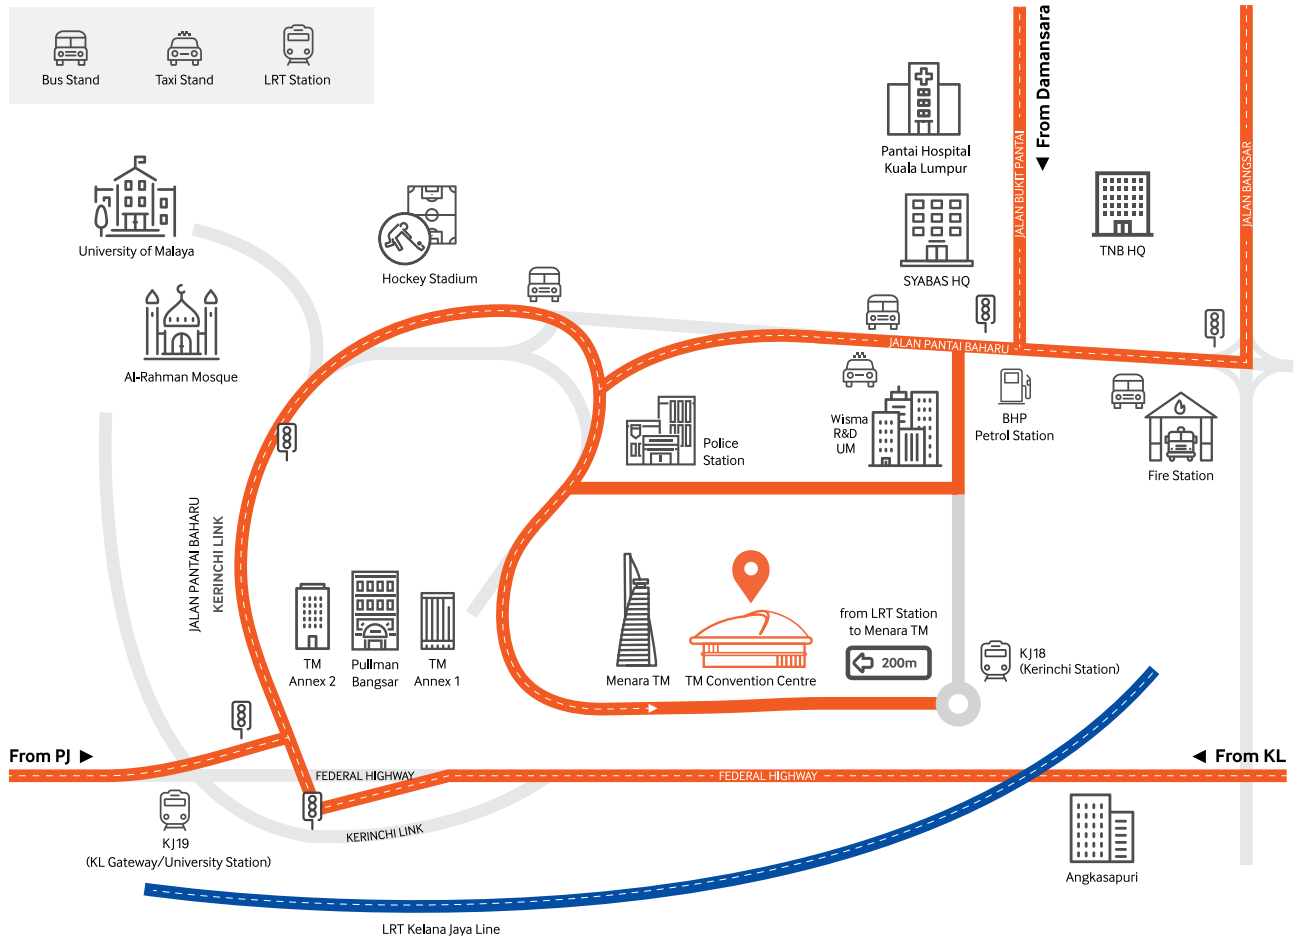 Bus Stand
Taxi Stand
LRT Station
From Damansara
JALAN BUKIT PANTAI
JALAN BANGSAR
Pantai Hospital
Kuala Lumpur
University of Malaya
Hockey Stadium
SYABAS HQ
TNB HQ
JALAN PANTAI BAHARU
Al-Rahman Mosque
Wisma
R&D
UM
BHP
Petrol Station
Police
Station
Fire Station
JALAN PANTAI BAHARU
KERINCHI LINK
from LRT Station
to Menara TM
200m
KJ18
(Kerinchi Station)
TM
Annex 2
Pullman
Bangsar
TM
Annex 1
Menara TM
TM Convention Centre
From PJ
From KL
FEDERAL HIGHWAY
FEDERAL HIGHWAY
KERINCHI LINK
KJ19
(KL Gateway/University Station)
Angkasapuri
LRT Kelana Jaya Line